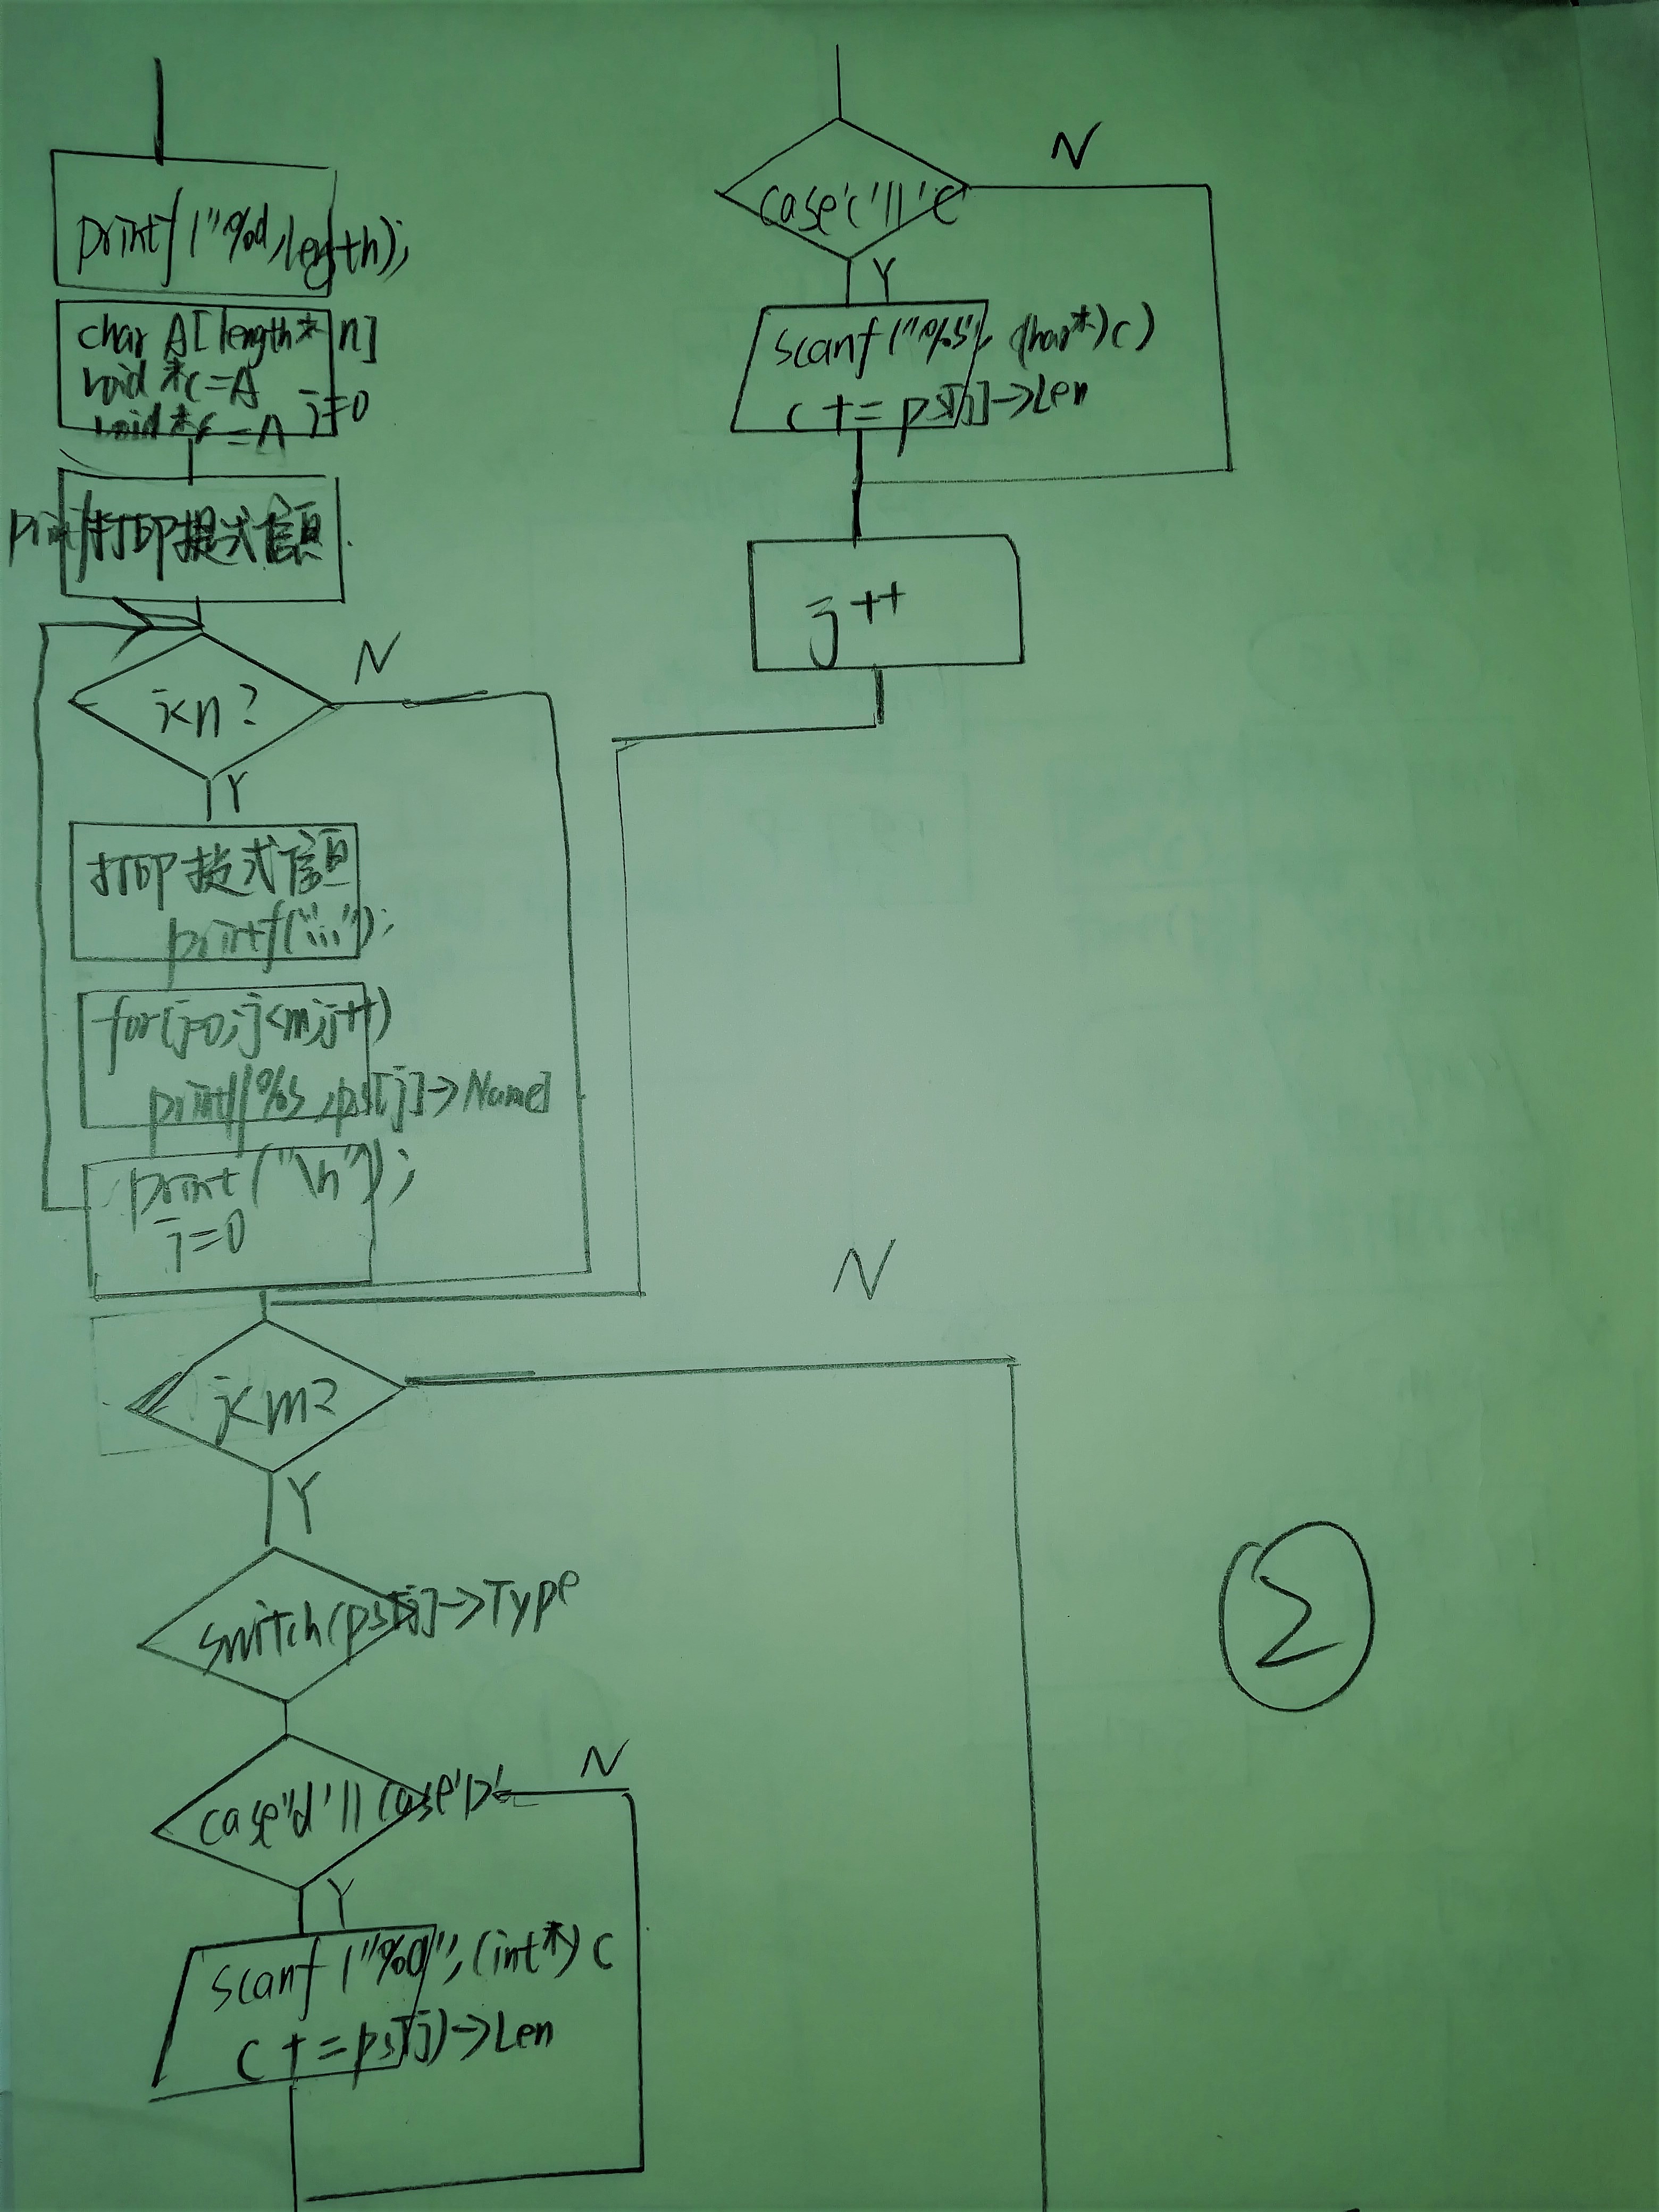 printf("%d,length);
char A[length*n]
void *c=A
void *c=A j=0
打印提式信息
i<n?
N
Y
打印提式信息
printf(";;;");
for(j=0;j<m;j++)
printf(%s,ps[j]->Name)
print("\n");
j=0
j<m?
N
Y
switch(ps[j]->Type
case'd'||case'D'
N
Y
scanf("%d",(int*)c
c+=ps[j]->Len
case'c'||'C
N
Y
scanf("%s",(char*)c)
c+=ps[j]->Len
j++
2